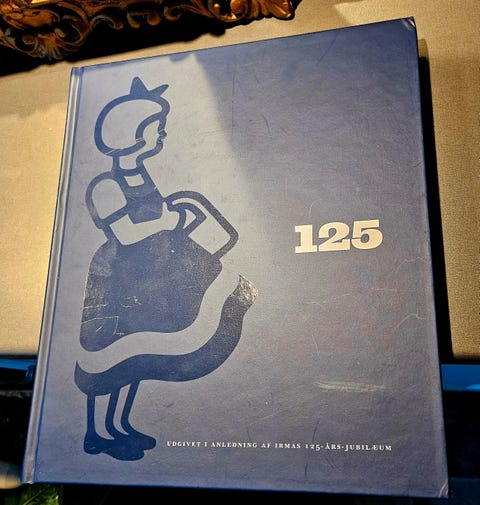 125
UDGIVET I ANLEDNING AF IRMAS 125-ÅRS-JUBILÆUM